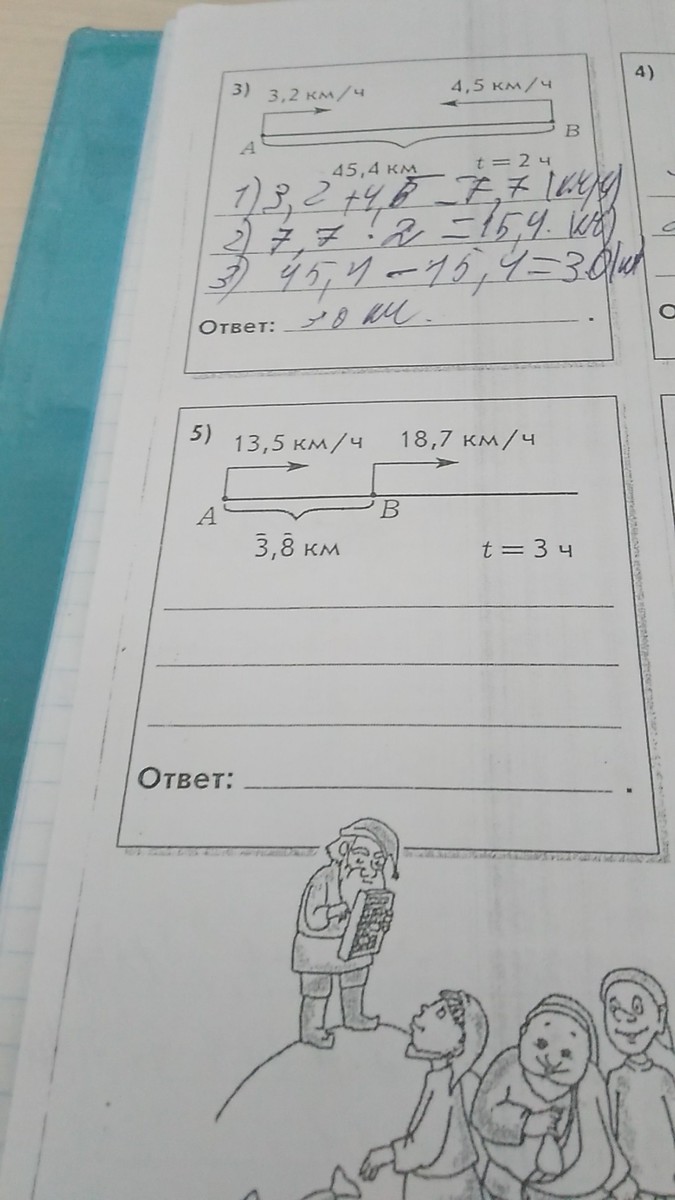 3) 3,2 км/ч 4,5 км/ч
4)
A B
45,4 км t = 2 ч
1) 3,2 + 4,5 = 7,7 (км/ч)
2) 7,7 · 2 = 15,4 (км)
3) 45,4 - 15,4 = 30 (км
Ответ: 30 км.
5) 13,5 км/ч 18,7 км/ч
A B
3,8 км t = 3 ч
Ответ: .